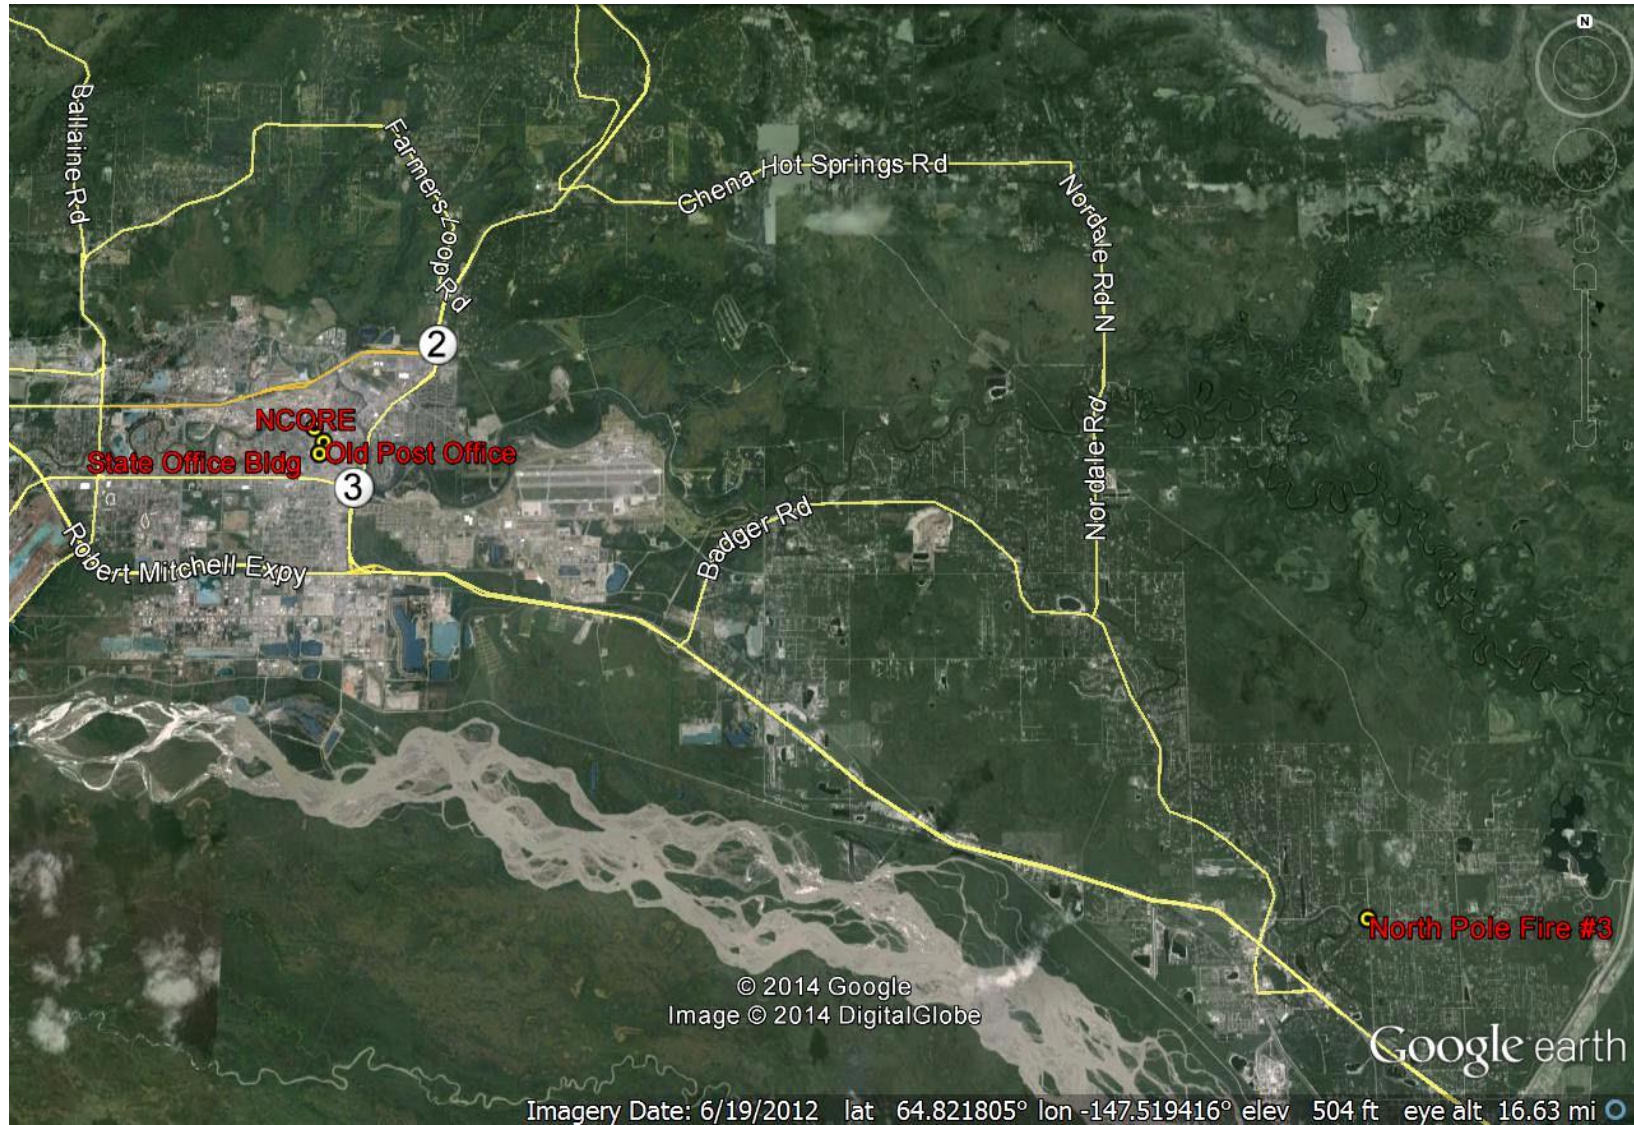 N
Ballaine Rd
Farmers Loop Rd
Chena Hot Springs Rd
Nordale Rd N
2
Nordale Rd
NCORE
Old Post Office
State Office Bldg
3
Badger Rd
Robert Mitchell Expy
North Pole Fire #3
© 2014 Google
Image © 2014 DigitalGlobe
Google earth
Imagery Date: 6/19/2012 lat 64.821805° lon -147.519416° elev 504 ft eye alt 16.63 mi